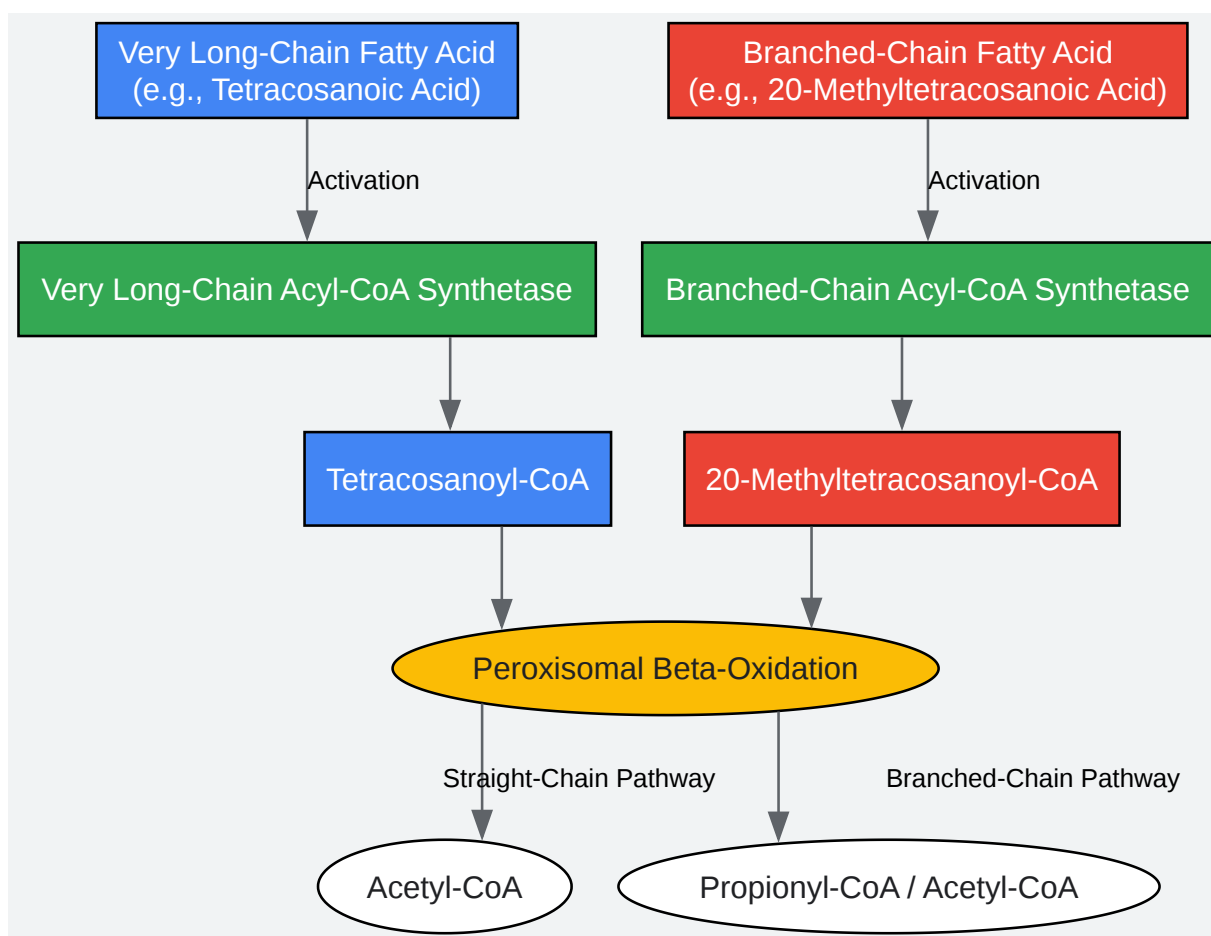 Very Long-Chain Fatty Acid
(e.g., Tetracosanoic Acid)
Branched-Chain Fatty Acid
(e.g., 20-Methyltetracosanoic Acid)
Activation
Activation
Very Long-Chain Acyl-CoA Synthetase
Branched-Chain Acyl-CoA Synthetase
Tetracosanoyl-CoA
20-Methyltetracosanoyl-CoA
Peroxisomal Beta-Oxidation
Straight-Chain Pathway
Branched-Chain Pathway
Acetyl-CoA
Propionyl-CoA / Acetyl-CoA